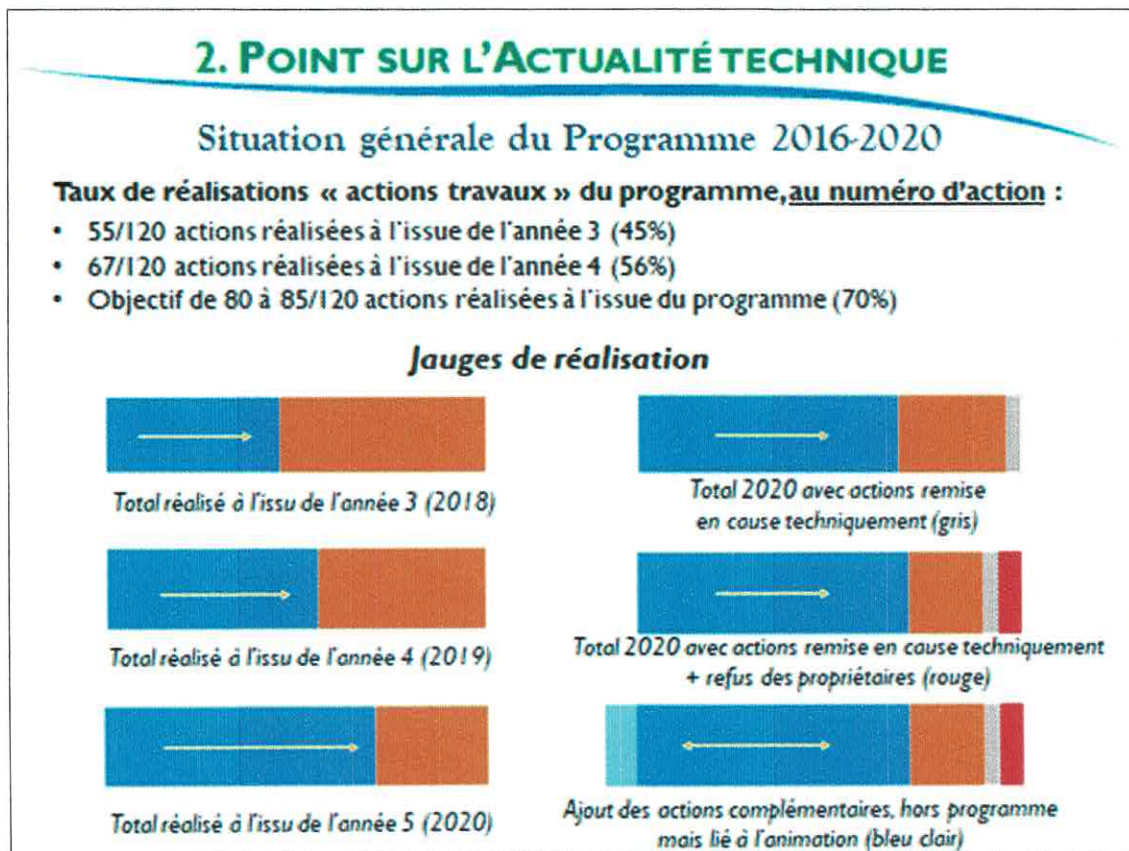 2. POINT SUR L'ACTUALITÉ TECHNIQUE
Situation générale du Programme 2016-2020
Taux de réalisations « actions travaux » du programme, au numéro d'action :
• 55/120 actions réalisées à l'issue de l'année 3 (45%)
• 67/120 actions réalisées à l'issue de l'année 4 (56%)
• Objectif de 80 à 85/120 actions réalisées à l'issue du programme (70%)
Jauges de réalisation
Total réalisé à l'issu de l'année 3 (2018)
Total réalisé à l'issu de l'année 4 (2019)
Total réalisé à l'issu de l'année 5 (2020)
Total 2020 avec actions remise
en cause techniquement (gris)
Total 2020 avec actions remise en cause techniquement
+ refus des propriétaires (rouge)
Ajout des actions complémentaires, hors programme
mais lié à l'animation (bleu clair)